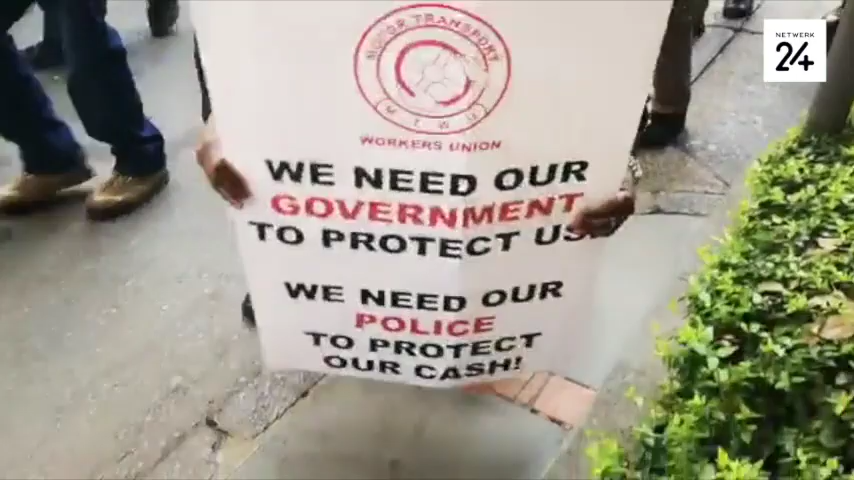 NETWERK
24
MOTOR TRANSPORT
M T W U
WORKERS UNION
WE NEED OUR
GOVERNMENT
TO PROTECT US
WE NEED OUR
POLICE
TO PROTECT
OUR CASH!